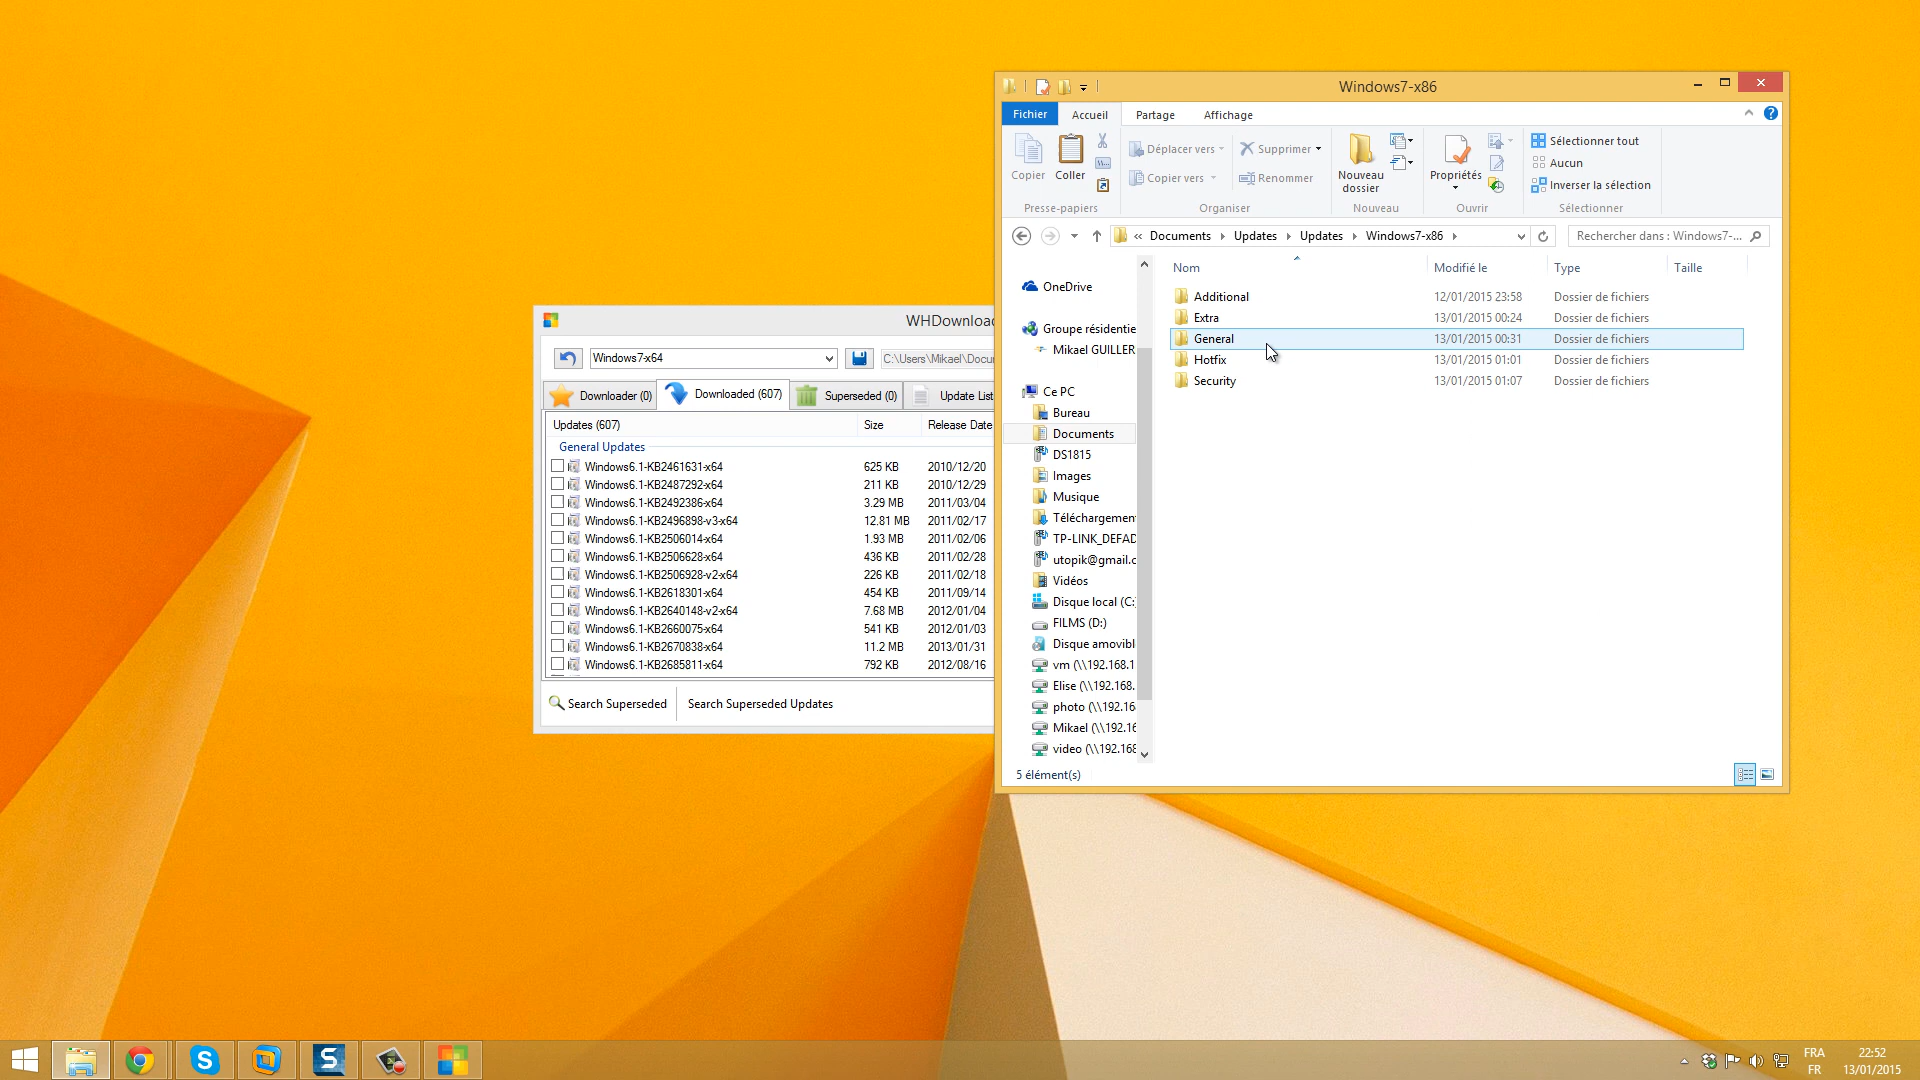 Windows7-x86
Fichier
Accueil
Partage
Affichage
Copier
Coller
Déplacer vers
Copier vers
Supprimer
Renommer
Nouveau
dossier
Propriétés
Sélectionner tout
Aucun
Inverser la sélection
Presse-papiers
Organiser
Nouveau
Ouvrir
Sélectionner
« Documents Updates Updates Windows7-x86
Rechercher dans : Windows7-...
Nom
Modifié le
Type
Taille
Additional 12/01/2015 23:58 Dossier de fichiers
Extra 13/01/2015 00:24 Dossier de fichiers
General 13/01/2015 00:31 Dossier de fichiers
Hotfix 13/01/2015 01:01 Dossier de fichiers
Security 13/01/2015 01:07 Dossier de fichiers
OneDrive
Groupe résidentie
Mikael GUILLER
Ce PC
Bureau
Documents
DS1815
Images
Musique
Téléchargemen
TP-LINK_DEFAD
utopik@gmail.c
Vidéos
Disque local (C:
FILMS (D:)
Disque amovibl
vm (\\192.168.1
Elise (\\192.168.
photo (\\192.16
Mikael (\\192.16
video (\\192.168
5 élément(s)
WHDownloa
Windows7-x64
C:\Users\Mikael\Docu
Downloader (0)
Downloaded (607)
Superseded (0)
Update List
Updates (607) Size Release Date
General Updates
Windows6.1-KB2461631-x64 625 KB 2010/12/20
Windows6.1-KB2487292-x64 211 KB 2010/12/29
Windows6.1-KB2492386-x64 3.29 MB 2011/03/04
Windows6.1-KB2496898-v3-x64 12.81 MB 2011/02/17
Windows6.1-KB2506014-x64 1.93 MB 2011/02/06
Windows6.1-KB2506628-x64 436 KB 2011/02/28
Windows6.1-KB2506928-v2-x64 226 KB 2011/02/18
Windows6.1-KB2618301-x64 454 KB 2011/09/14
Windows6.1-KB2640148-v2-x64 7.68 MB 2012/01/04
Windows6.1-KB2660075-x64 541 KB 2012/01/03
Windows6.1-KB2670838-x64 11.2 MB 2013/01/31
Windows6.1-KB2685811-x64 792 KB 2012/08/16
Search Superseded
Search Superseded Updates
FRA
FR
22:52
13/01/2015